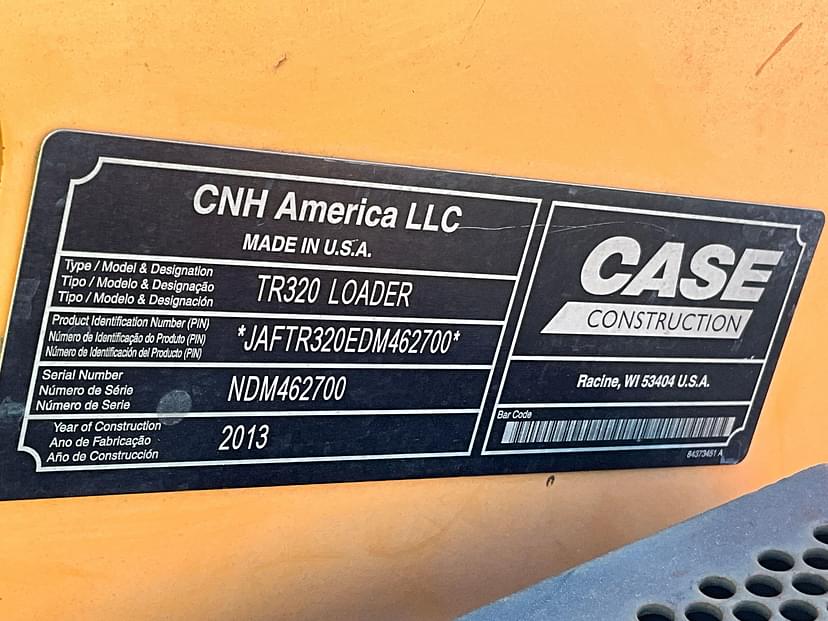 CNH America LLC
MADE IN U.S.A.
Type / Model & Designation
Tipo / Modelo & Designação
Tipo / Modelo & Designación
TR320 LOADER
Product Identification Number (PIN)
Número de Identificação do Produto (PIN)
Número de Identificación del Producto (PIN)
*JAFTR320EDM462700*
Serial Number
Número de Série
Número de Serie
NDM462700
Year of Construction
Ano de Fabricação
Año de Construcción
2013
CASE
CONSTRUCTION
Racine, WI 53404 U.S.A.
Bar Code
84373451 A